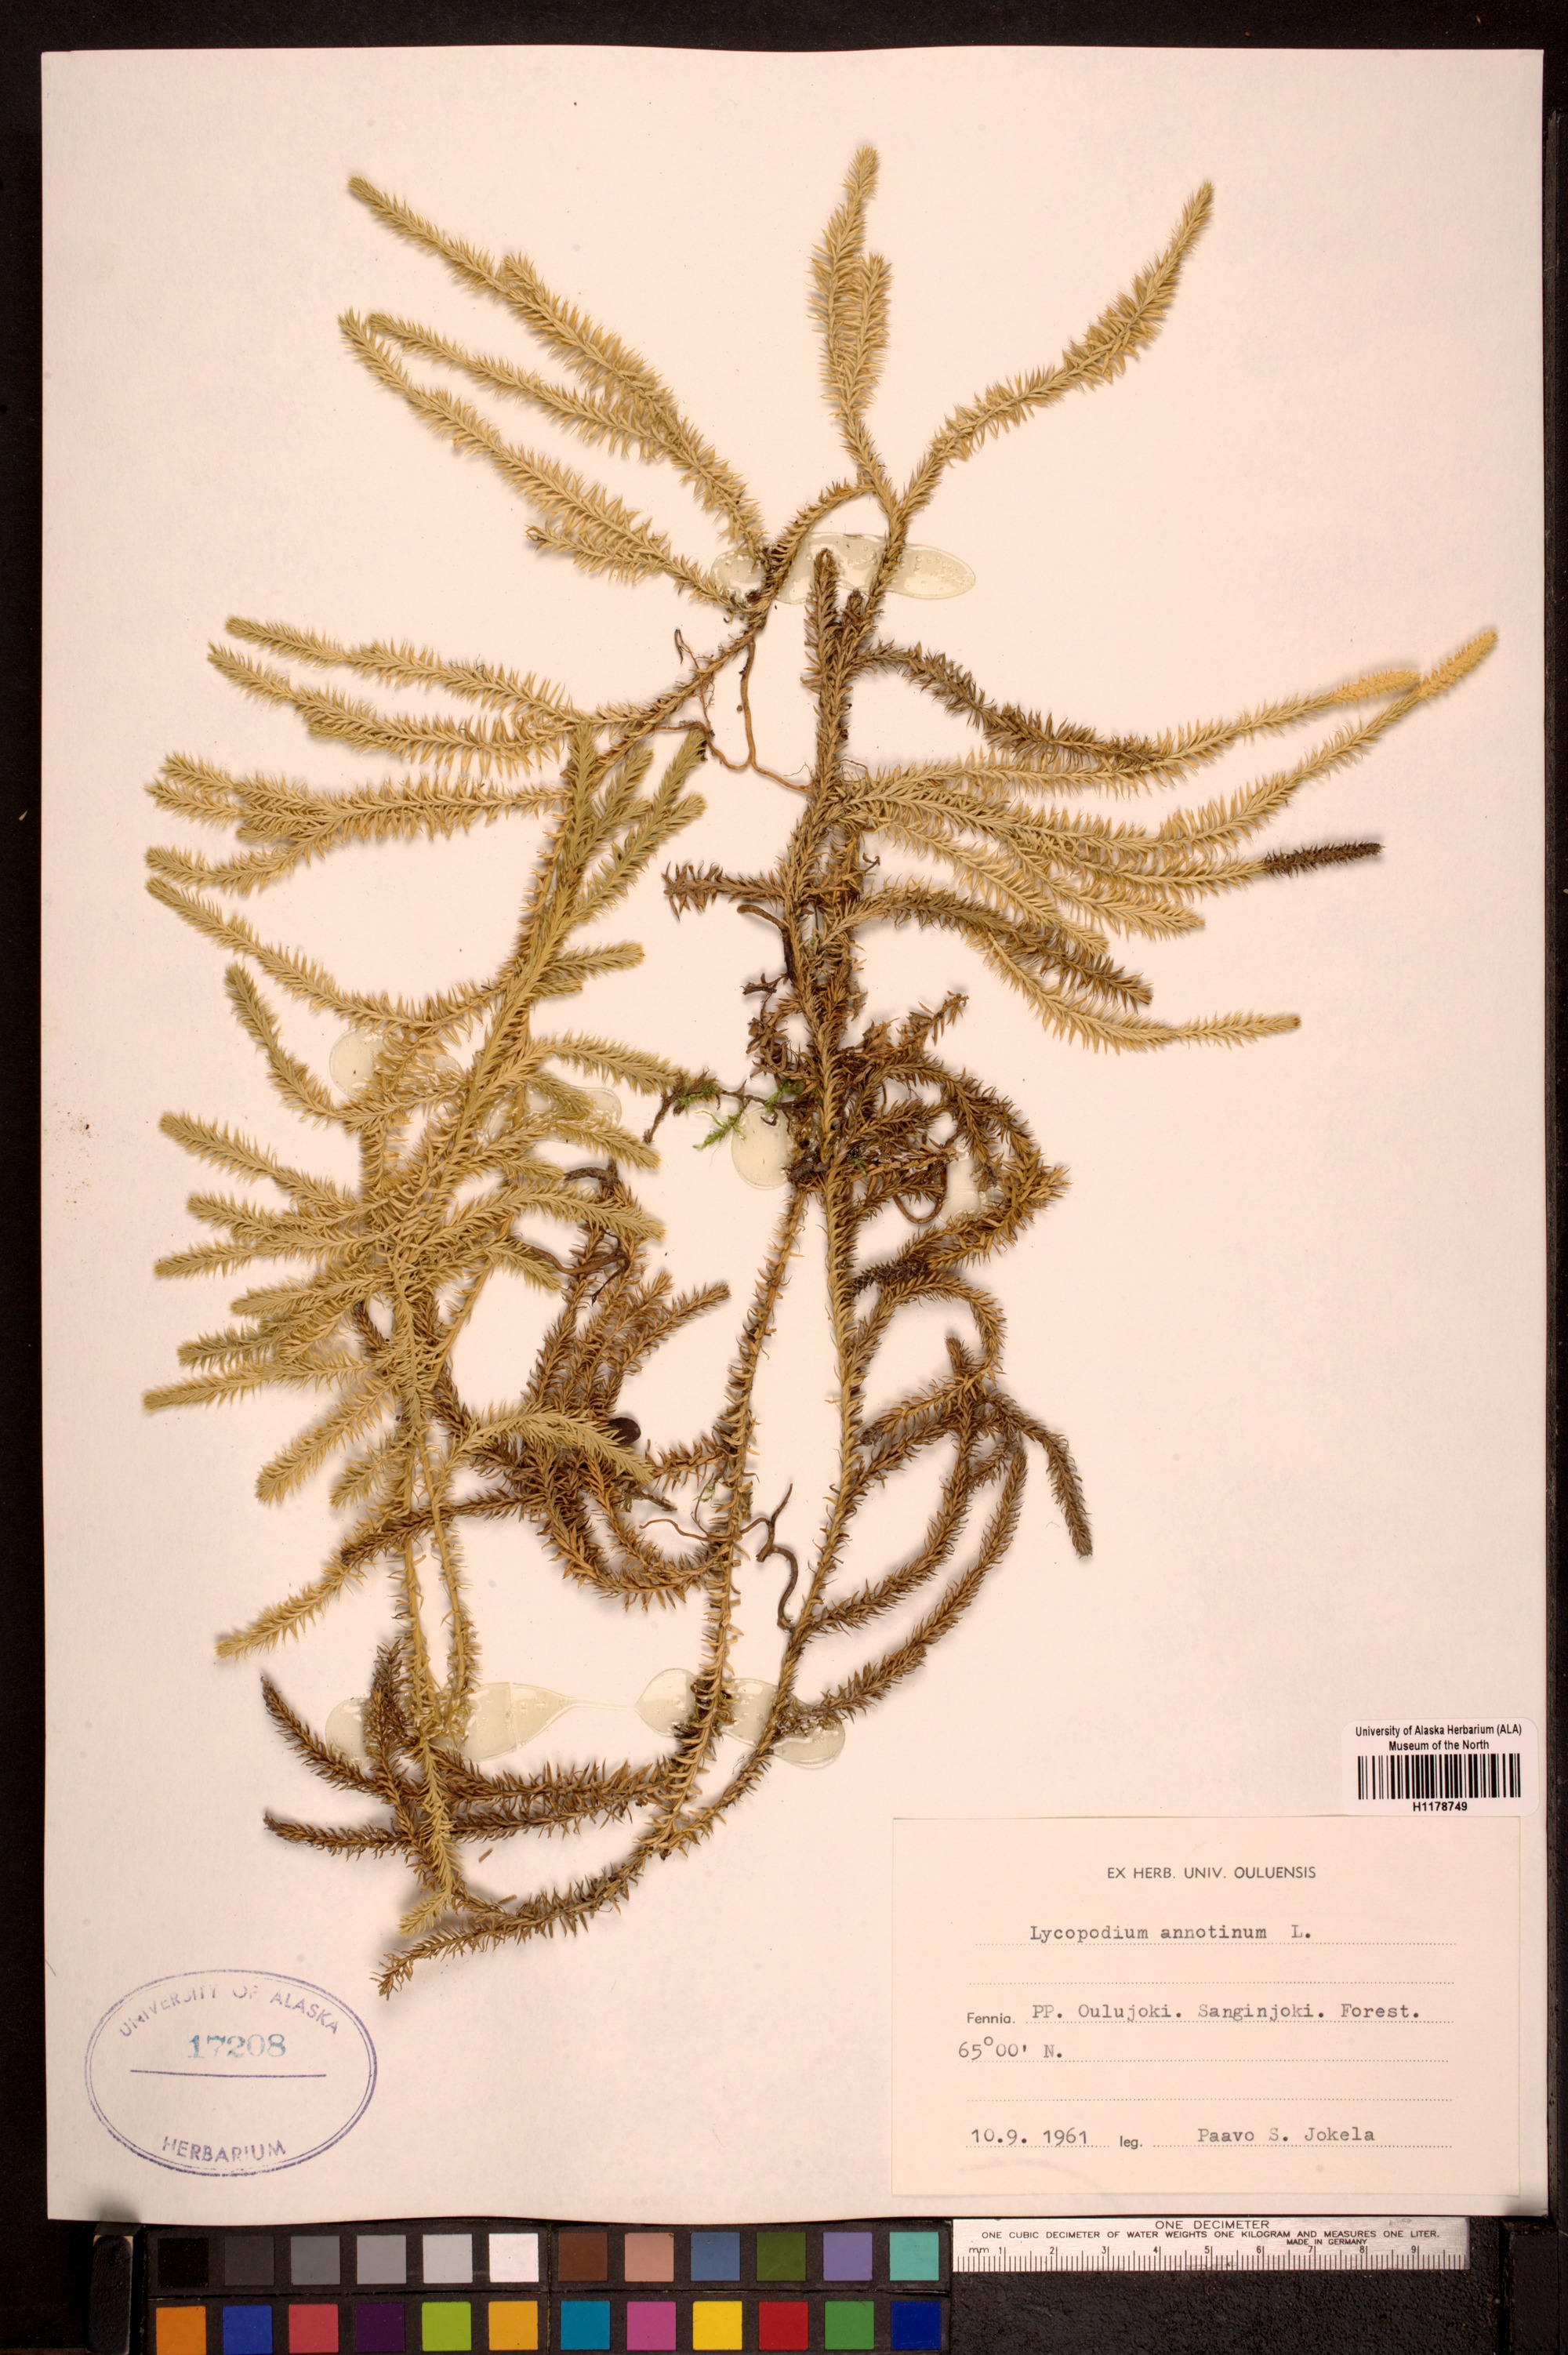 University of Alaska Herbarium (ALA)
Museum of the North
H1178749
EX HERB. UNIV. OULUENSIS
Lycopodium annotinum L.
Fennia. PP. Oulujoki. Sanginjoki. Forest.
65°00' N.
10.9. 1961 leg. Paavo S. Jokela
UNIVERSITY OF ALASKA
17208
HERBARIUM
ONE DECIMETER
ONE CUBIC DECIMETER OF WATER WEIGHTS ONE KILOGRAM AND MEASURES ONE LITER.
MADE IN GERMANY
mm 1 2 3 4 5 6 7 8 9